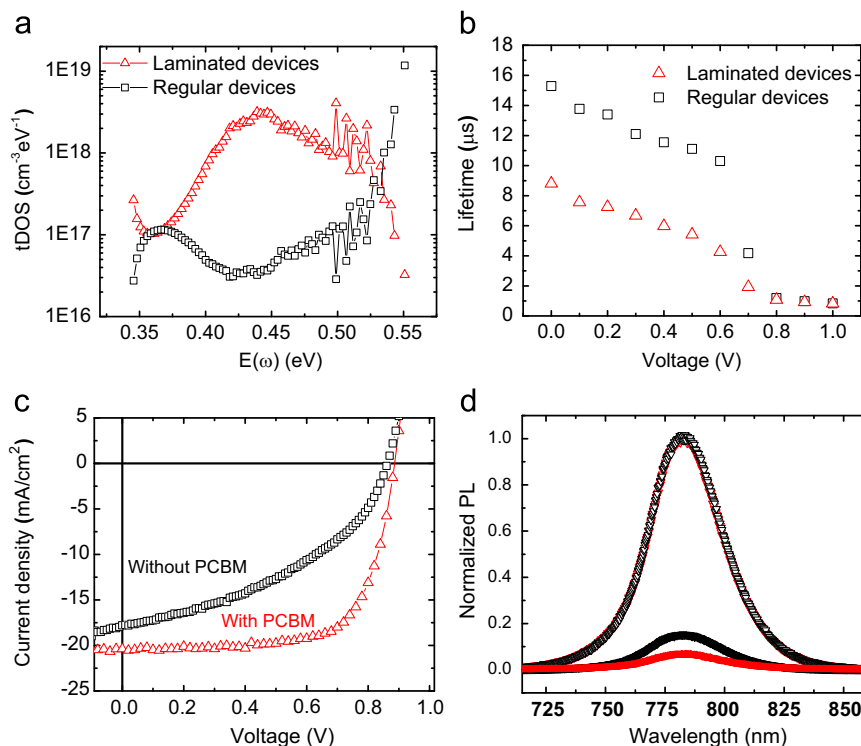 a
Laminated devices
Regular devices
1E19
1E18
1E17
1E16
tDOS (cm⁻³eV⁻¹)
0.35 0.40 0.45 0.50 0.55
E(ω) (eV)
b
Laminated devices
Regular devices
18
16
14
12
10
8
6
4
2
0
Lifetime (μs)
0.0 0.2 0.4 0.6 0.8 1.0
Voltage (V)
c
5
0
-5
-10
-15
-20
-25
Current density (mA/cm²)
Without PCBM
With PCBM
0.0 0.2 0.4 0.6 0.8 1.0
Voltage (V)
d
1.0
0.8
0.6
0.4
0.2
0.0
Normalized PL
725 750 775 800 825 850
Wavelength (nm)